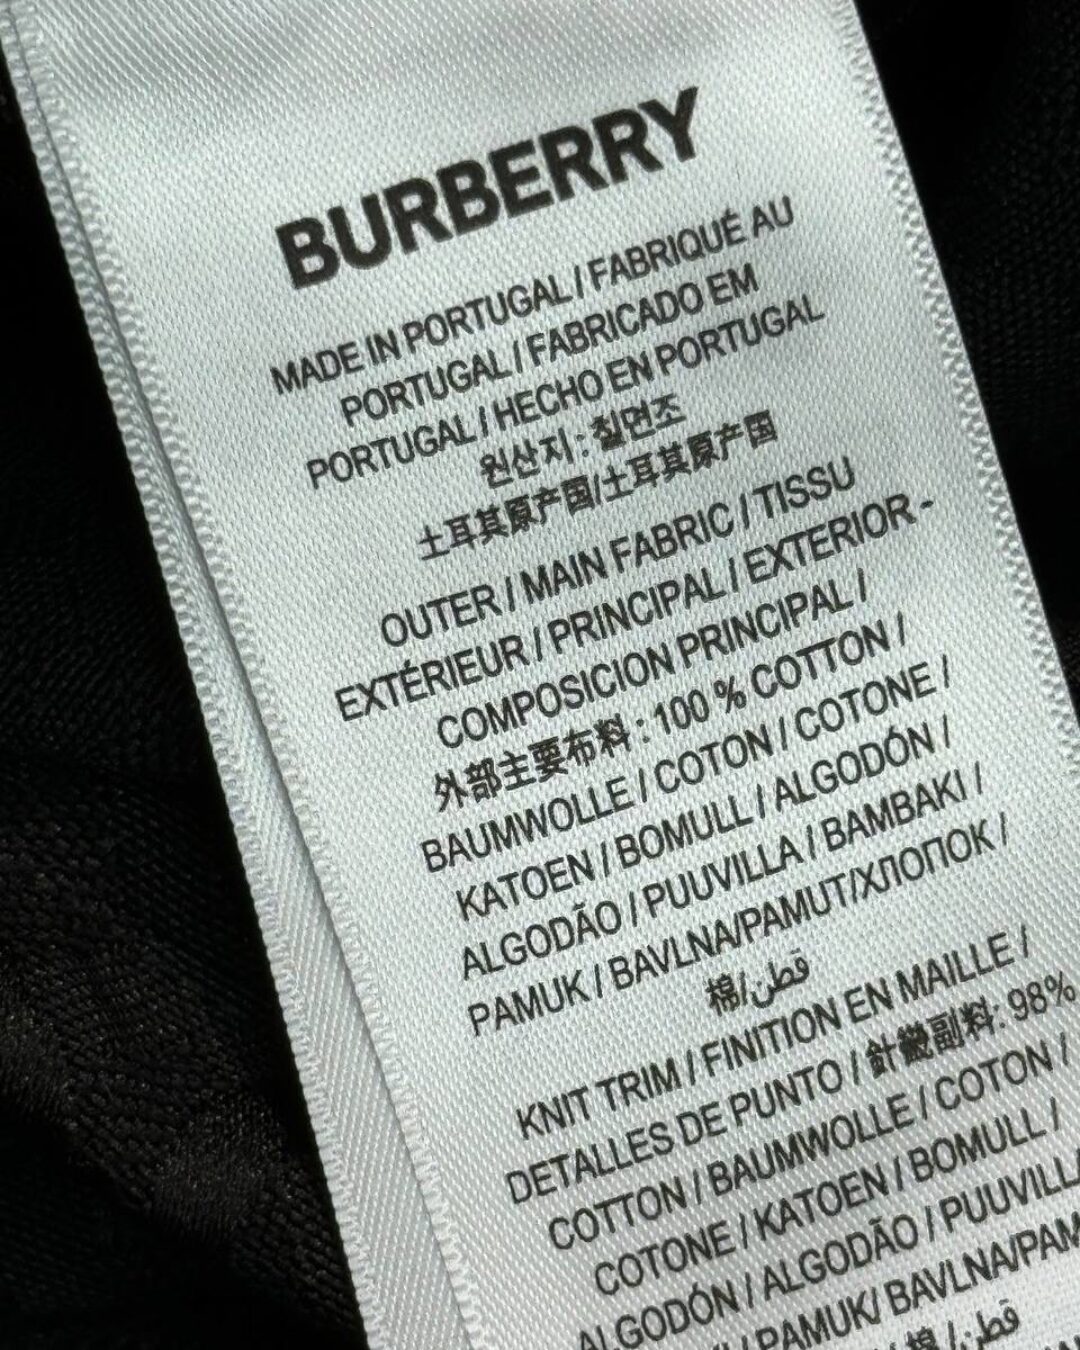 BURBERRY
MADE IN PORTUGAL / FABRIQUÉ AU
PORTUGAL / FABRICADO EM
PORTUGAL / HECHO EN PORTUGAL
원산지 : 칠면조
土耳其原产国/土耳其原产国
OUTER / MAIN FABRIC / TISSU
EXTÉRIEUR / PRINCIPAL / EXTERIOR -
COMPOSICION PRINCIPAL /
外部主要布料 : 100 % COTTON /
BAUMWOLLE / COTON / COTONE /
KATOEN / BOMULL / ALGODÓN /
ALGODÃO / PUUVILLA / BAMBAKI /
PAMUK / BAVLNA/PAMUT/ХЛОПОК /
棉/قطن
KNIT TRIM / FINITION EN MAILLE /
DETALLES DE PUNTO / 針織副料: 98%
COTTON / BAUMWOLLE / COTON /
COTONE / KATOEN / BOMULL /
ALGODÓN / ALGODÃO / PUUVILLA
/ PAMUK/ BAVLNA/PAM
棉/قطن